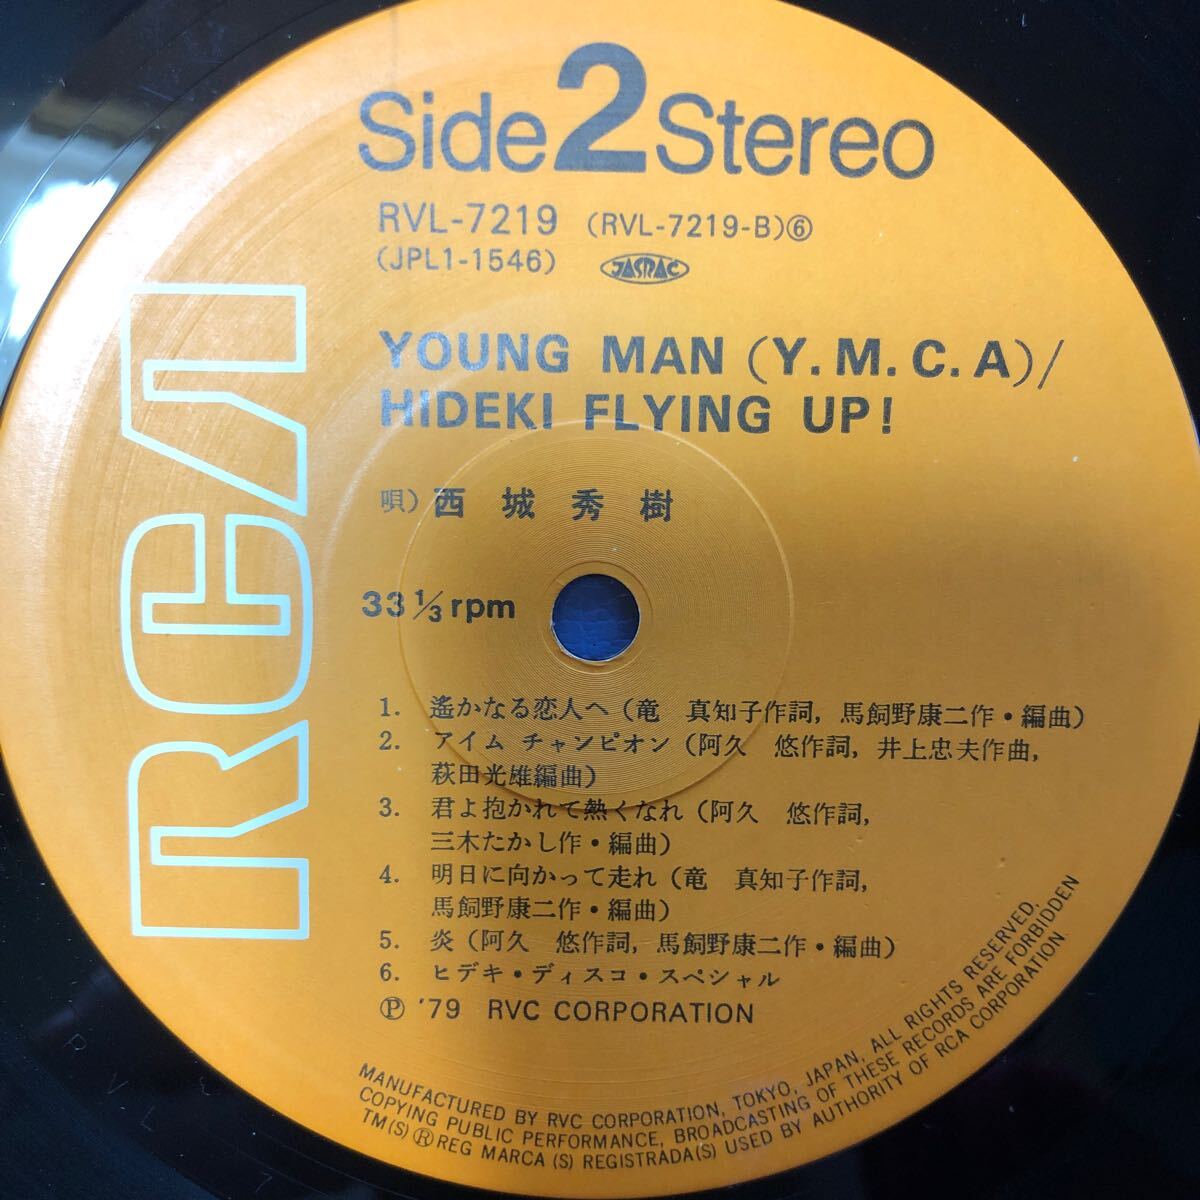 Side 2 Stereo
RVL-7219 (RVL-7219-B)⑥
(JPL1-1546) JASRAC
YOUNG MAN (Y.M.C.A)/
HIDEKI FLYING UP!
唄) 西城秀樹
33 1/3 rpm
RCA
1. 遙かなる恋人へ (竜 真知子作詞, 馬飼野康二作・編曲)
2. アイム チャンピオン (阿久 悠作詞, 井上忠夫作曲,
萩田光雄編曲)
3. 君よ抱かれて熱くなれ (阿久 悠作詞,
三木たかし作・編曲)
4. 明日に向かって走れ (竜 真知子作詞,
馬飼野康二作・編曲)
5. 炎 (阿久 悠作詞, 馬飼野康二作・編曲)
6. ヒデキ・ディスコ・スペシャル
Ⓟ '79 RVC CORPORATION
MANUFACTURED BY RVC CORPORATION, TOKYO, JAPAN, ALL RIGHTS RESERVED.
COPYING PUBLIC PERFORMANCE, BROADCASTING OF THESE RECORDS ARE FORBIDDEN
TM(S) ® REG MARCA (S) REGISTRADA(S) USED BY AUTHORITY OF RCA CORPORATION.